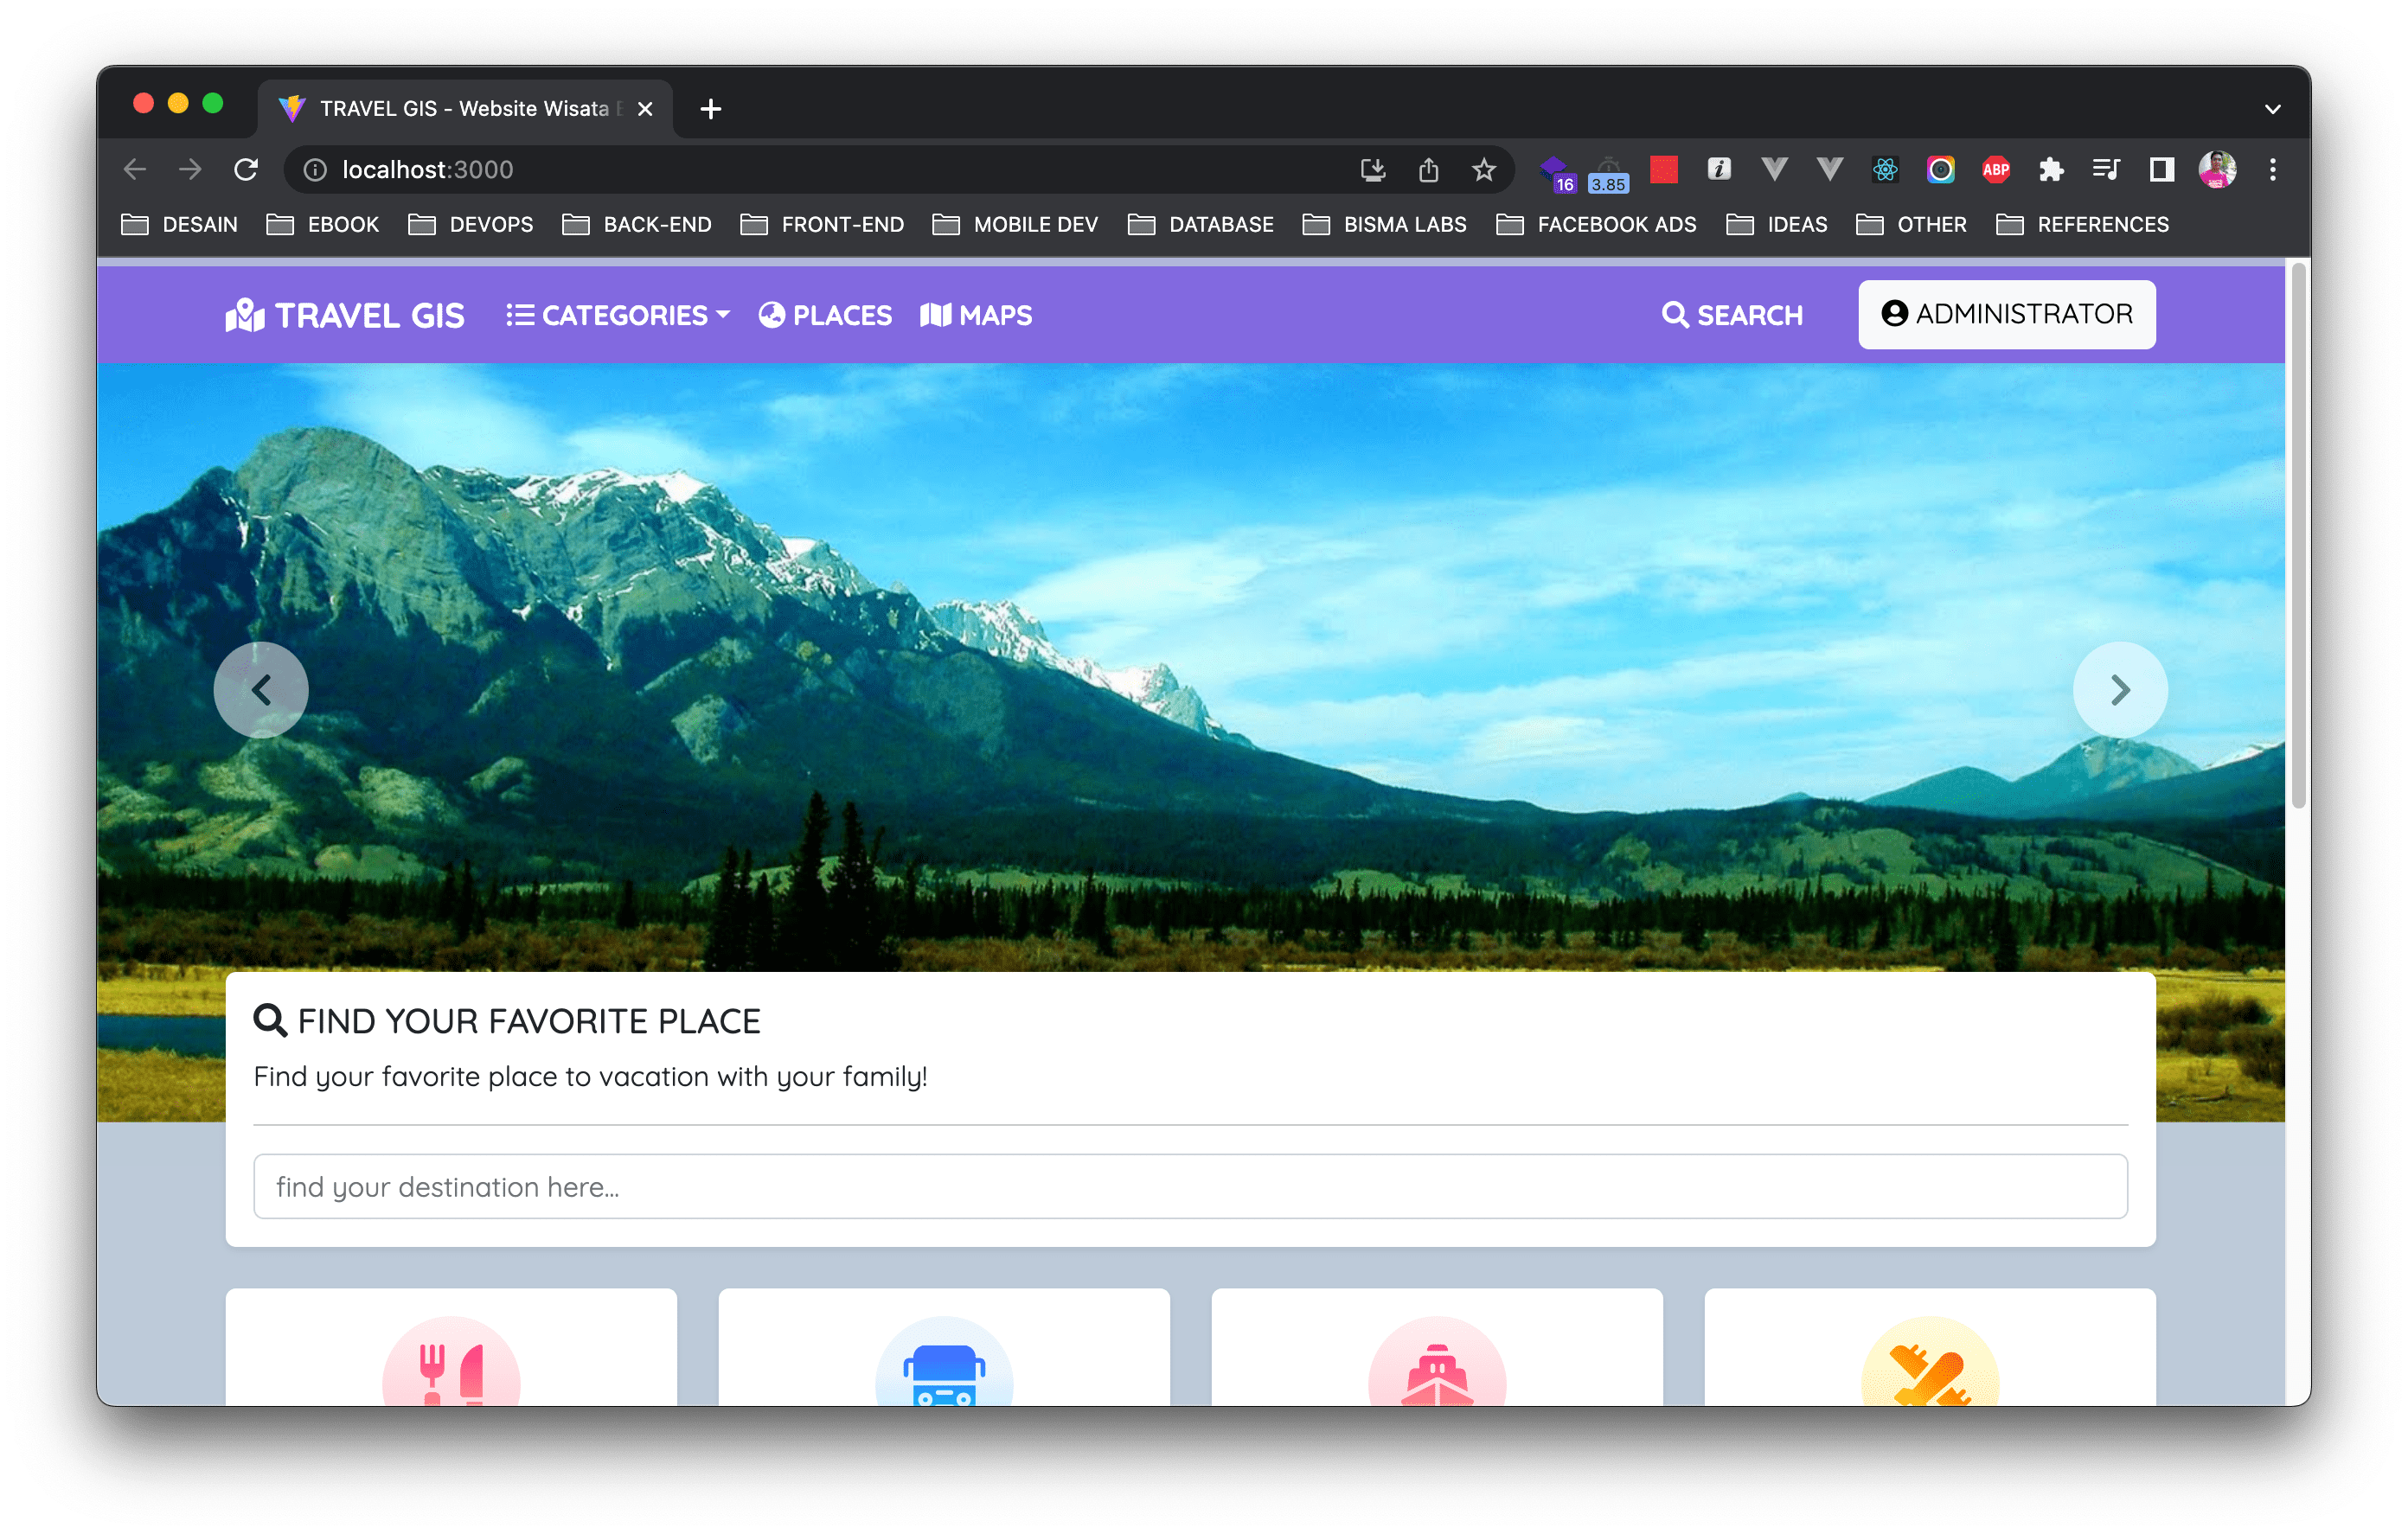 TRAVEL GIS - Website Wisata
localhost:3000
16
3.85
i
ABP
DESAIN EBOOK DEVOPS BACK-END FRONT-END MOBILE DEV DATABASE BISMA LABS FACEBOOK ADS IDEAS OTHER REFERENCES
TRAVEL GIS CATEGORIES PLACES MAPS SEARCH ADMINISTRATOR
FIND YOUR FAVORITE PLACE
Find your favorite place to vacation with your family!
find your destination here...